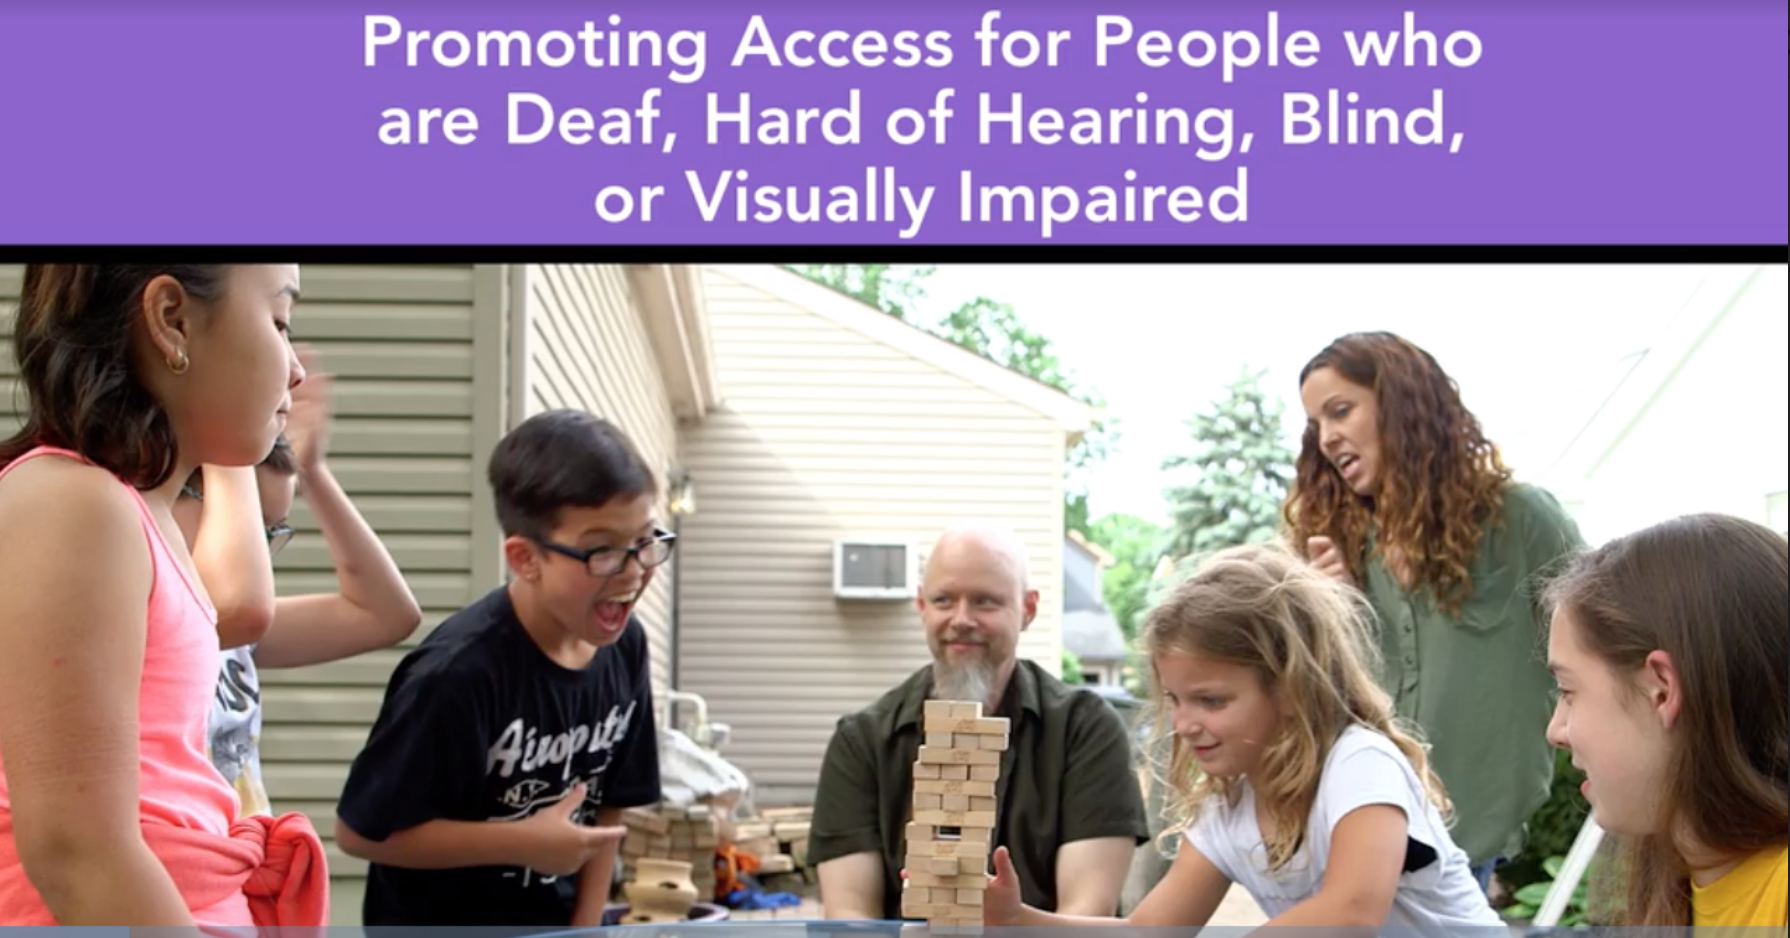 Promoting Access for People who
are Deaf, Hard of Hearing, Blind,
or Visually Impaired